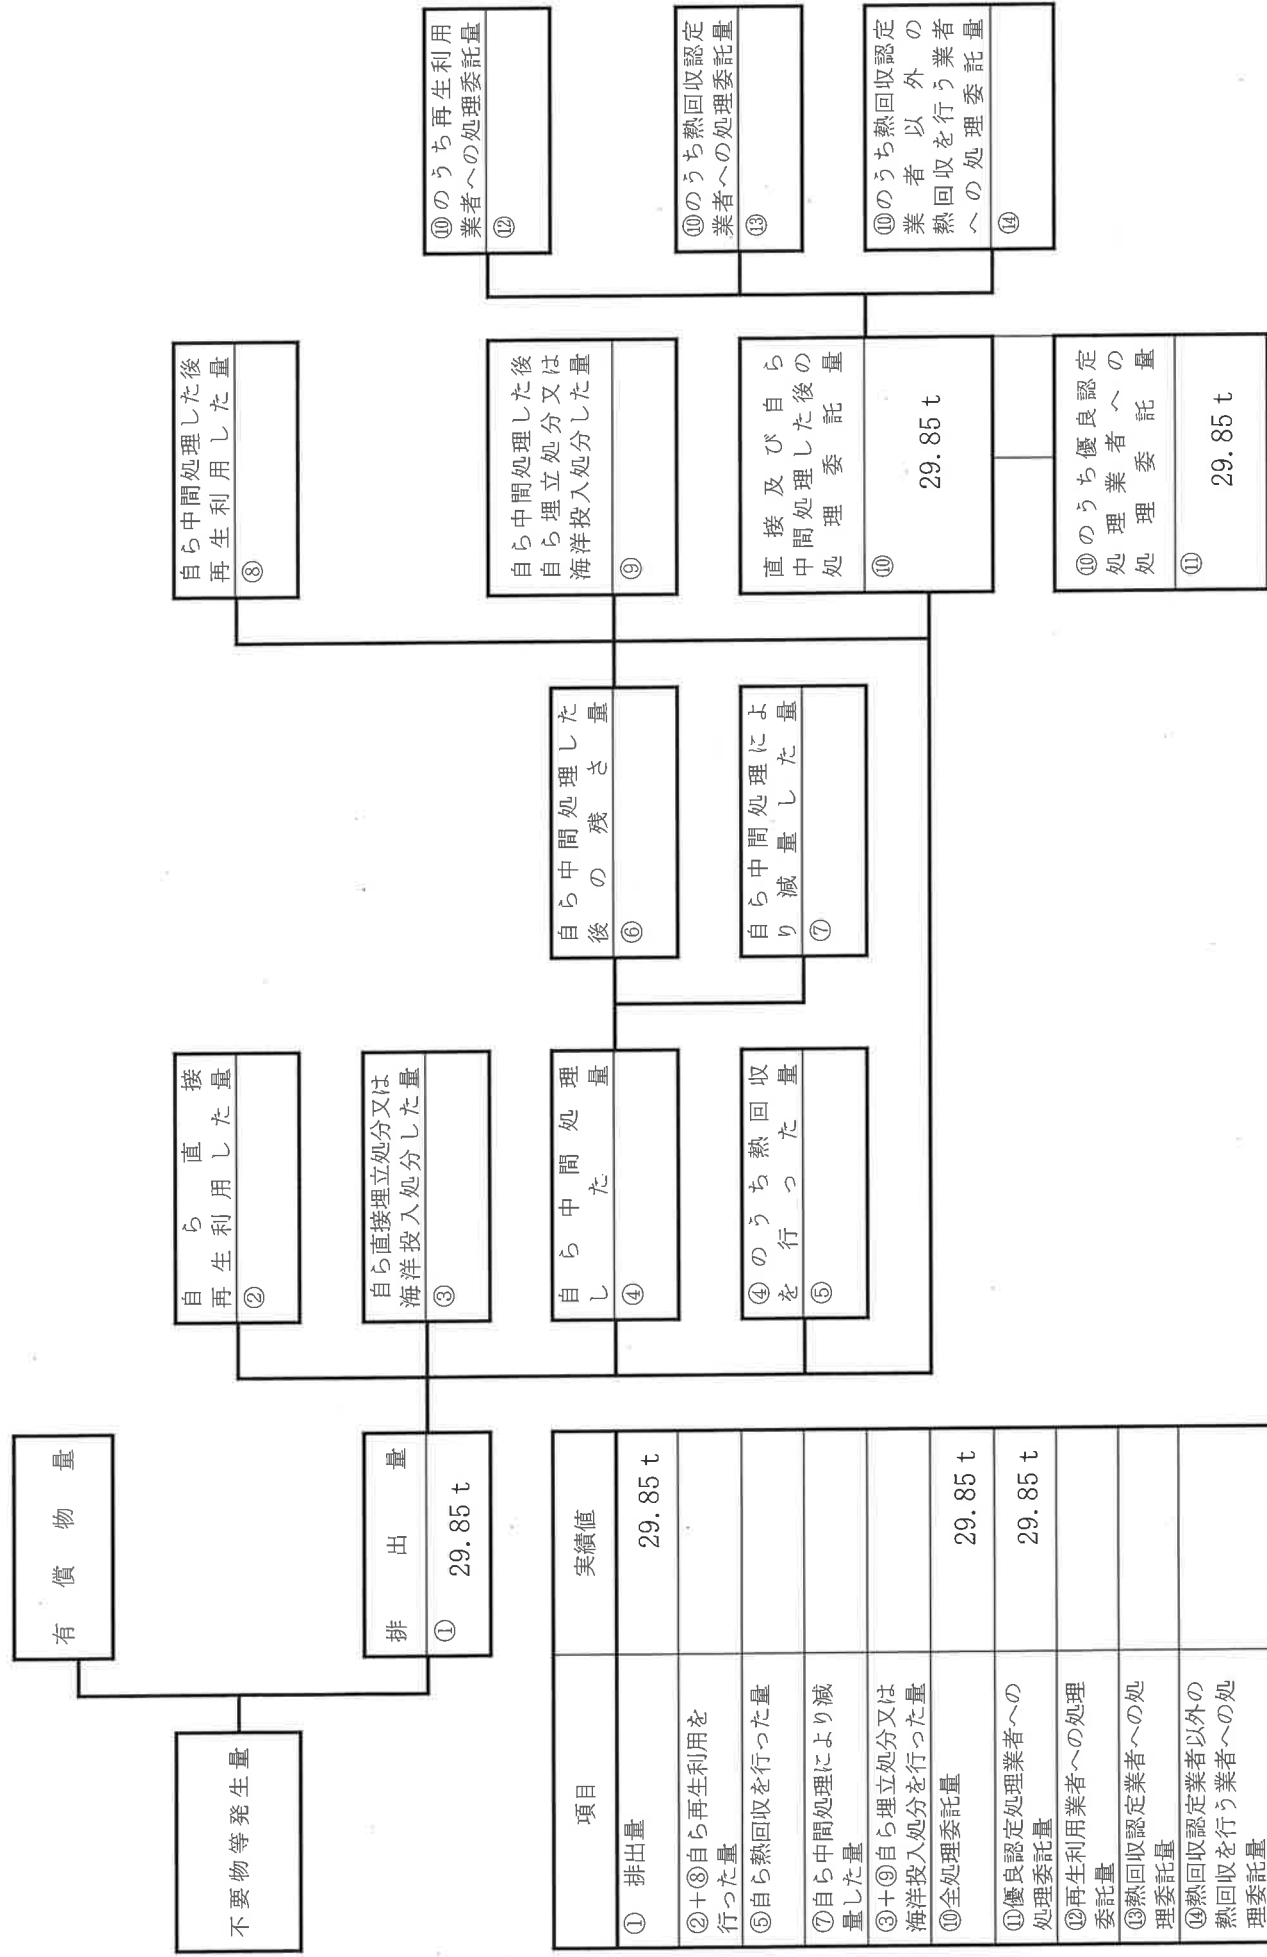 不要物等発生量
有償物量
排出量
① 29.85 t
自ら直接
再生利用した量
②
自ら直接埋立処分又は
海洋投入処分した量
③
自ら中間処理
した量
④
④のうち熱回収
を行った量
⑤
自ら中間処理した
後の残さ量
⑥
自ら中間処理によ
り減量した量
⑦
自ら中間処理した後
再生利用した量
⑧
自ら中間処理した後
自ら埋立処分又は
海洋投入処分した量
⑨
直接及び自ら
中間処理した後の
処理委託量
⑩
29.85 t
⑩のうち優良認定
処理業者への
処理委託量
⑪
29.85 t
⑩のうち再生利用
業者への処理委託量
⑫
⑩のうち熱回収認定
業者への処理委託量
⑬
⑩のうち熱回収認定
業者以外の
熱回収を行う業者
への処理委託量
⑭
項目 実績値
① 排出量 29.85 t
②+⑧自ら再生利用を
行った量
⑤自ら熱回収を行った量
⑦自ら中間処理により減
量した量
③+⑨自ら埋立処分又は
海洋投入処分を行った量
⑩全処理委託量 29.85 t
⑪優良認定処理業者への
処理委託量 29.85 t
⑫再生利用業者への処理
委託量
⑬熱回収認定業者への処
理委託量
⑭熱回収認定業者以外の
熱回収を行う業者への処
理委託量